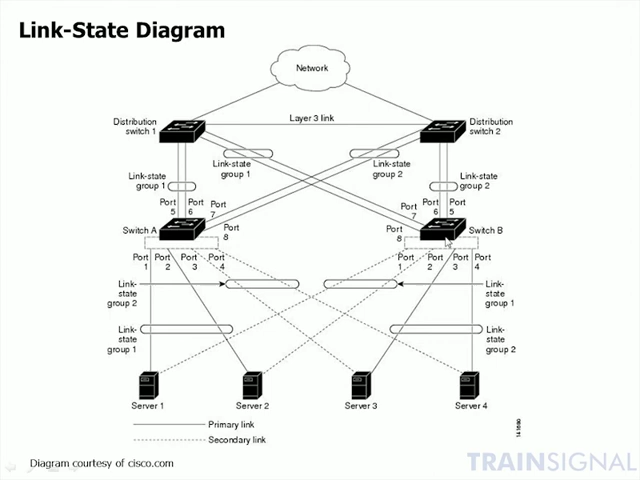 Link-State Diagram
Network
Distribution
switch 1
Layer 3 link
Distribution
switch 2
Link-state
group 1
Link-state
group 1
Link-state
group 2
Link-state
group 2
Port
5
Port
6
Port
7
Port
8
Switch A
Port
7
Port
6
Port
5
Port
8
Switch B
Port
1
Port
2
Port
3
Port
4
Port
1
Port
2
Port
3
Port
4
Link-
state
group 2
Link-
state
group 1
Link-
state
group 1
Link-
state
group 2
Server 1
Server 2
Server 3
Server 4
Primary link
Secondary link
Diagram courtesy of cisco.com
TRAINSIGNAL